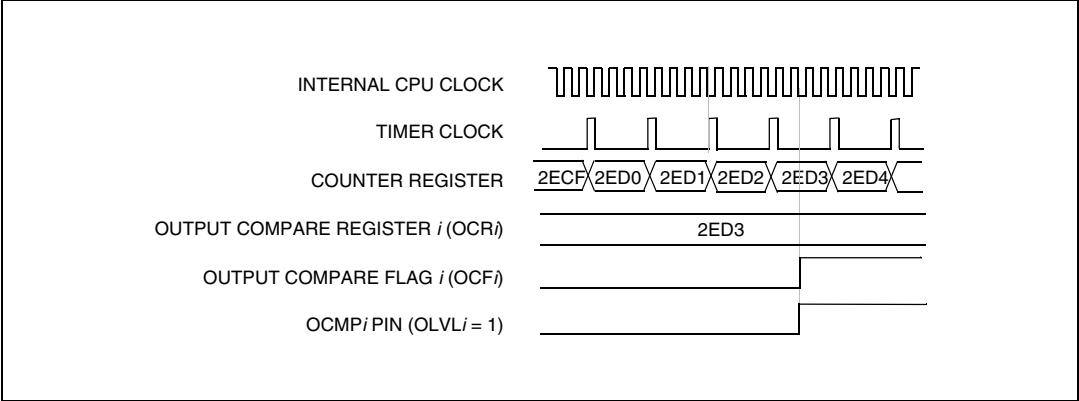 INTERNAL CPU CLOCK
TIMER CLOCK
COUNTER REGISTER 2ECF 2ED0 2ED1 2ED2 2ED3 2ED4
OUTPUT COMPARE REGISTER i (OCRi) 2ED3
OUTPUT COMPARE FLAG i (OCFi)
OCMPi PIN (OLVLi = 1)